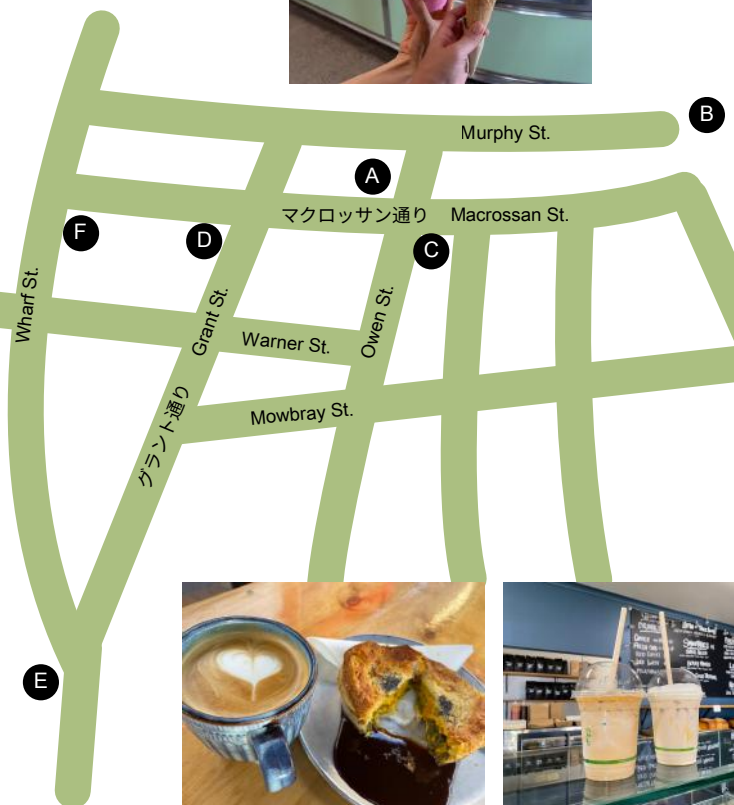 B
Murphy St.
A
マクロッサン通り Macrossan St.
F
D
C
Wharf St.
Grant St.
Owen St.
Warner St.
グラント通り
Mowbray St.
E